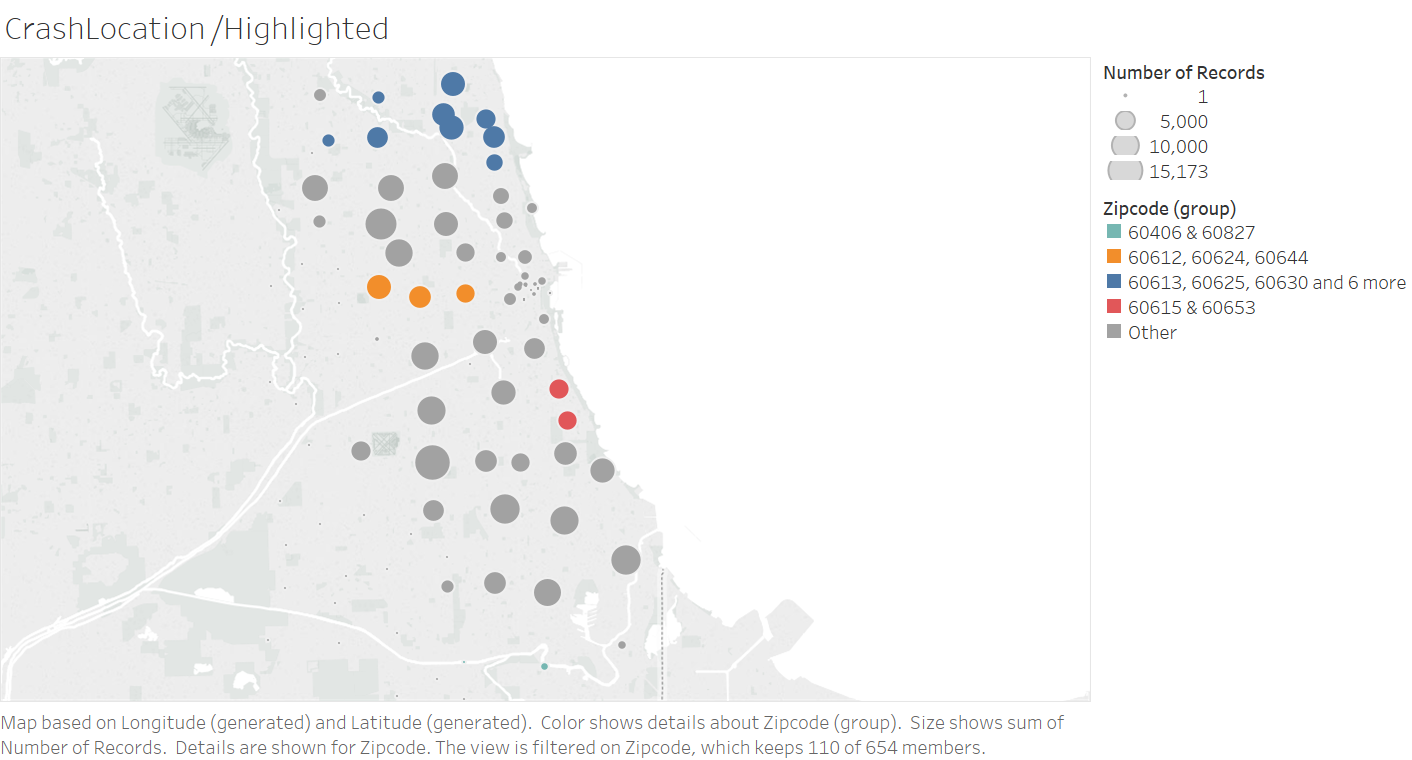 CrashLocation /Highlighted
Number of Records
1
5,000
10,000
15,173
Zipcode (group)
60406 & 60827
60612, 60624, 60644
60613, 60625, 60630 and 6 more
60615 & 60653
Other
Map based on Longitude (generated) and Latitude (generated). Color shows details about Zipcode (group). Size shows sum of
Number of Records. Details are shown for Zipcode. The view is filtered on Zipcode, which keeps 110 of 654 members.